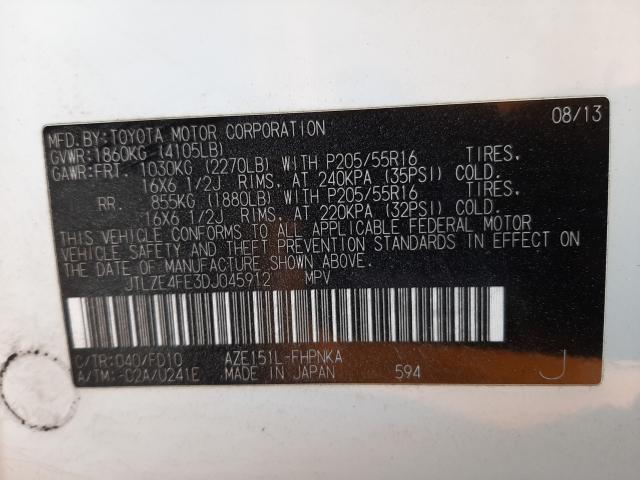 08/13
MFD.BY:TOYOTA MOTOR CORPORATION
GVWR:1860KG (4105LB)
GAWR:FRT. 1030KG (2270LB) WITH P205/55R16 TIRES.
16X6 1/2J RIMS, AT 240KPA (35PSI) COLD.
RR. 855KG (1880LB) WITH P205/55R16 TIRES.
16X6 1/2J RIMS, AT 220KPA (32PSI) COLD.
THIS VEHICLE CONFORMS TO ALL APPLICABLE FEDERAL MOTOR
VEHICLE SAFETY AND THEFT PREVENTION STANDARDS IN EFFECT ON
THE DATE OF MANUFACTURE SHOWN ABOVE.
JTLZE4FE3DJ045912 MPV
C/TR:040/FD10 AZE151L-FHPNKA
A/TM:-02A/U241E MADE IN JAPAN 594 J